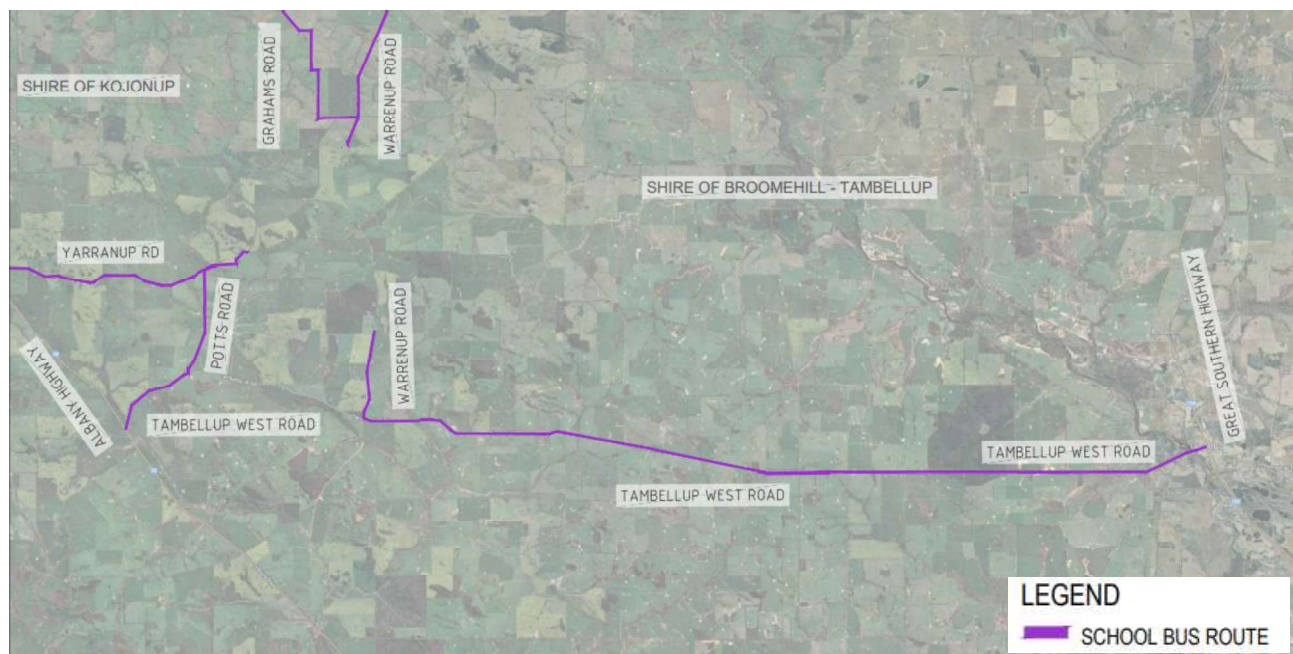 GRAHAMS ROAD
WARRENUP ROAD
SHIRE OF KOJONUP
SHIRE OF BROOMEHILL - TAMBELLUP
YARRANUP RD
POTTS ROAD
WARRENUP ROAD
GREAT SOUTHERN HIGHWAY
ALBANY HIGHWAY
TAMBELLUP WEST ROAD
TAMBELLUP WEST ROAD
TAMBELLUP WEST ROAD
LEGEND
SCHOOL BUS ROUTE